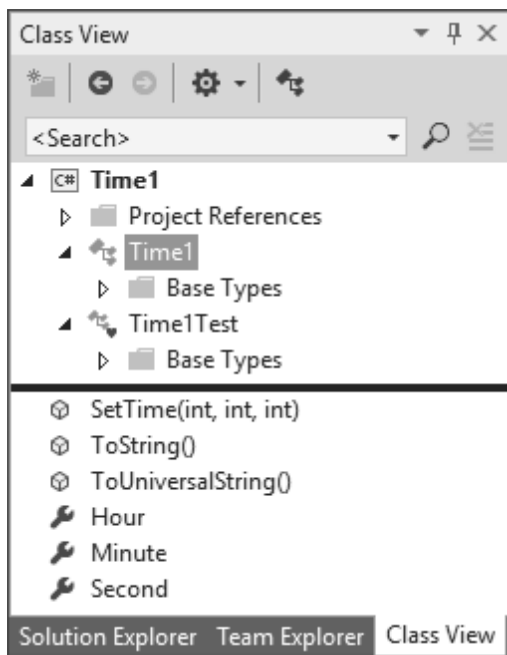 Class View
<Search>
C# Time1
Project References
Time1
Base Types
Time1Test
Base Types
SetTime(int, int, int)
ToString()
ToUniversalString()
Hour
Minute
Second
Solution Explorer Team Explorer Class View